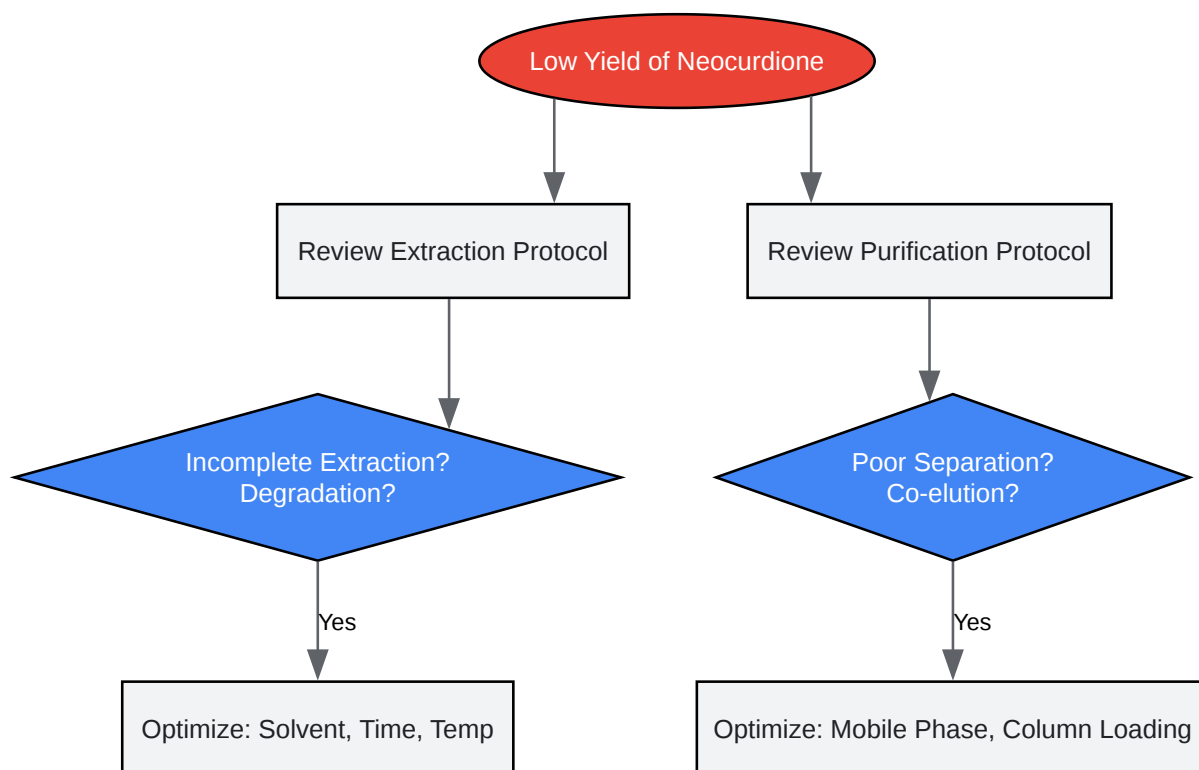 Low Yield of Neocurdione
Review Extraction Protocol
Review Purification Protocol
Incomplete Extraction?
Degradation?
Poor Separation?
Co-elution?
Yes
Yes
Optimize: Solvent, Time, Temp
Optimize: Mobile Phase, Column Loading